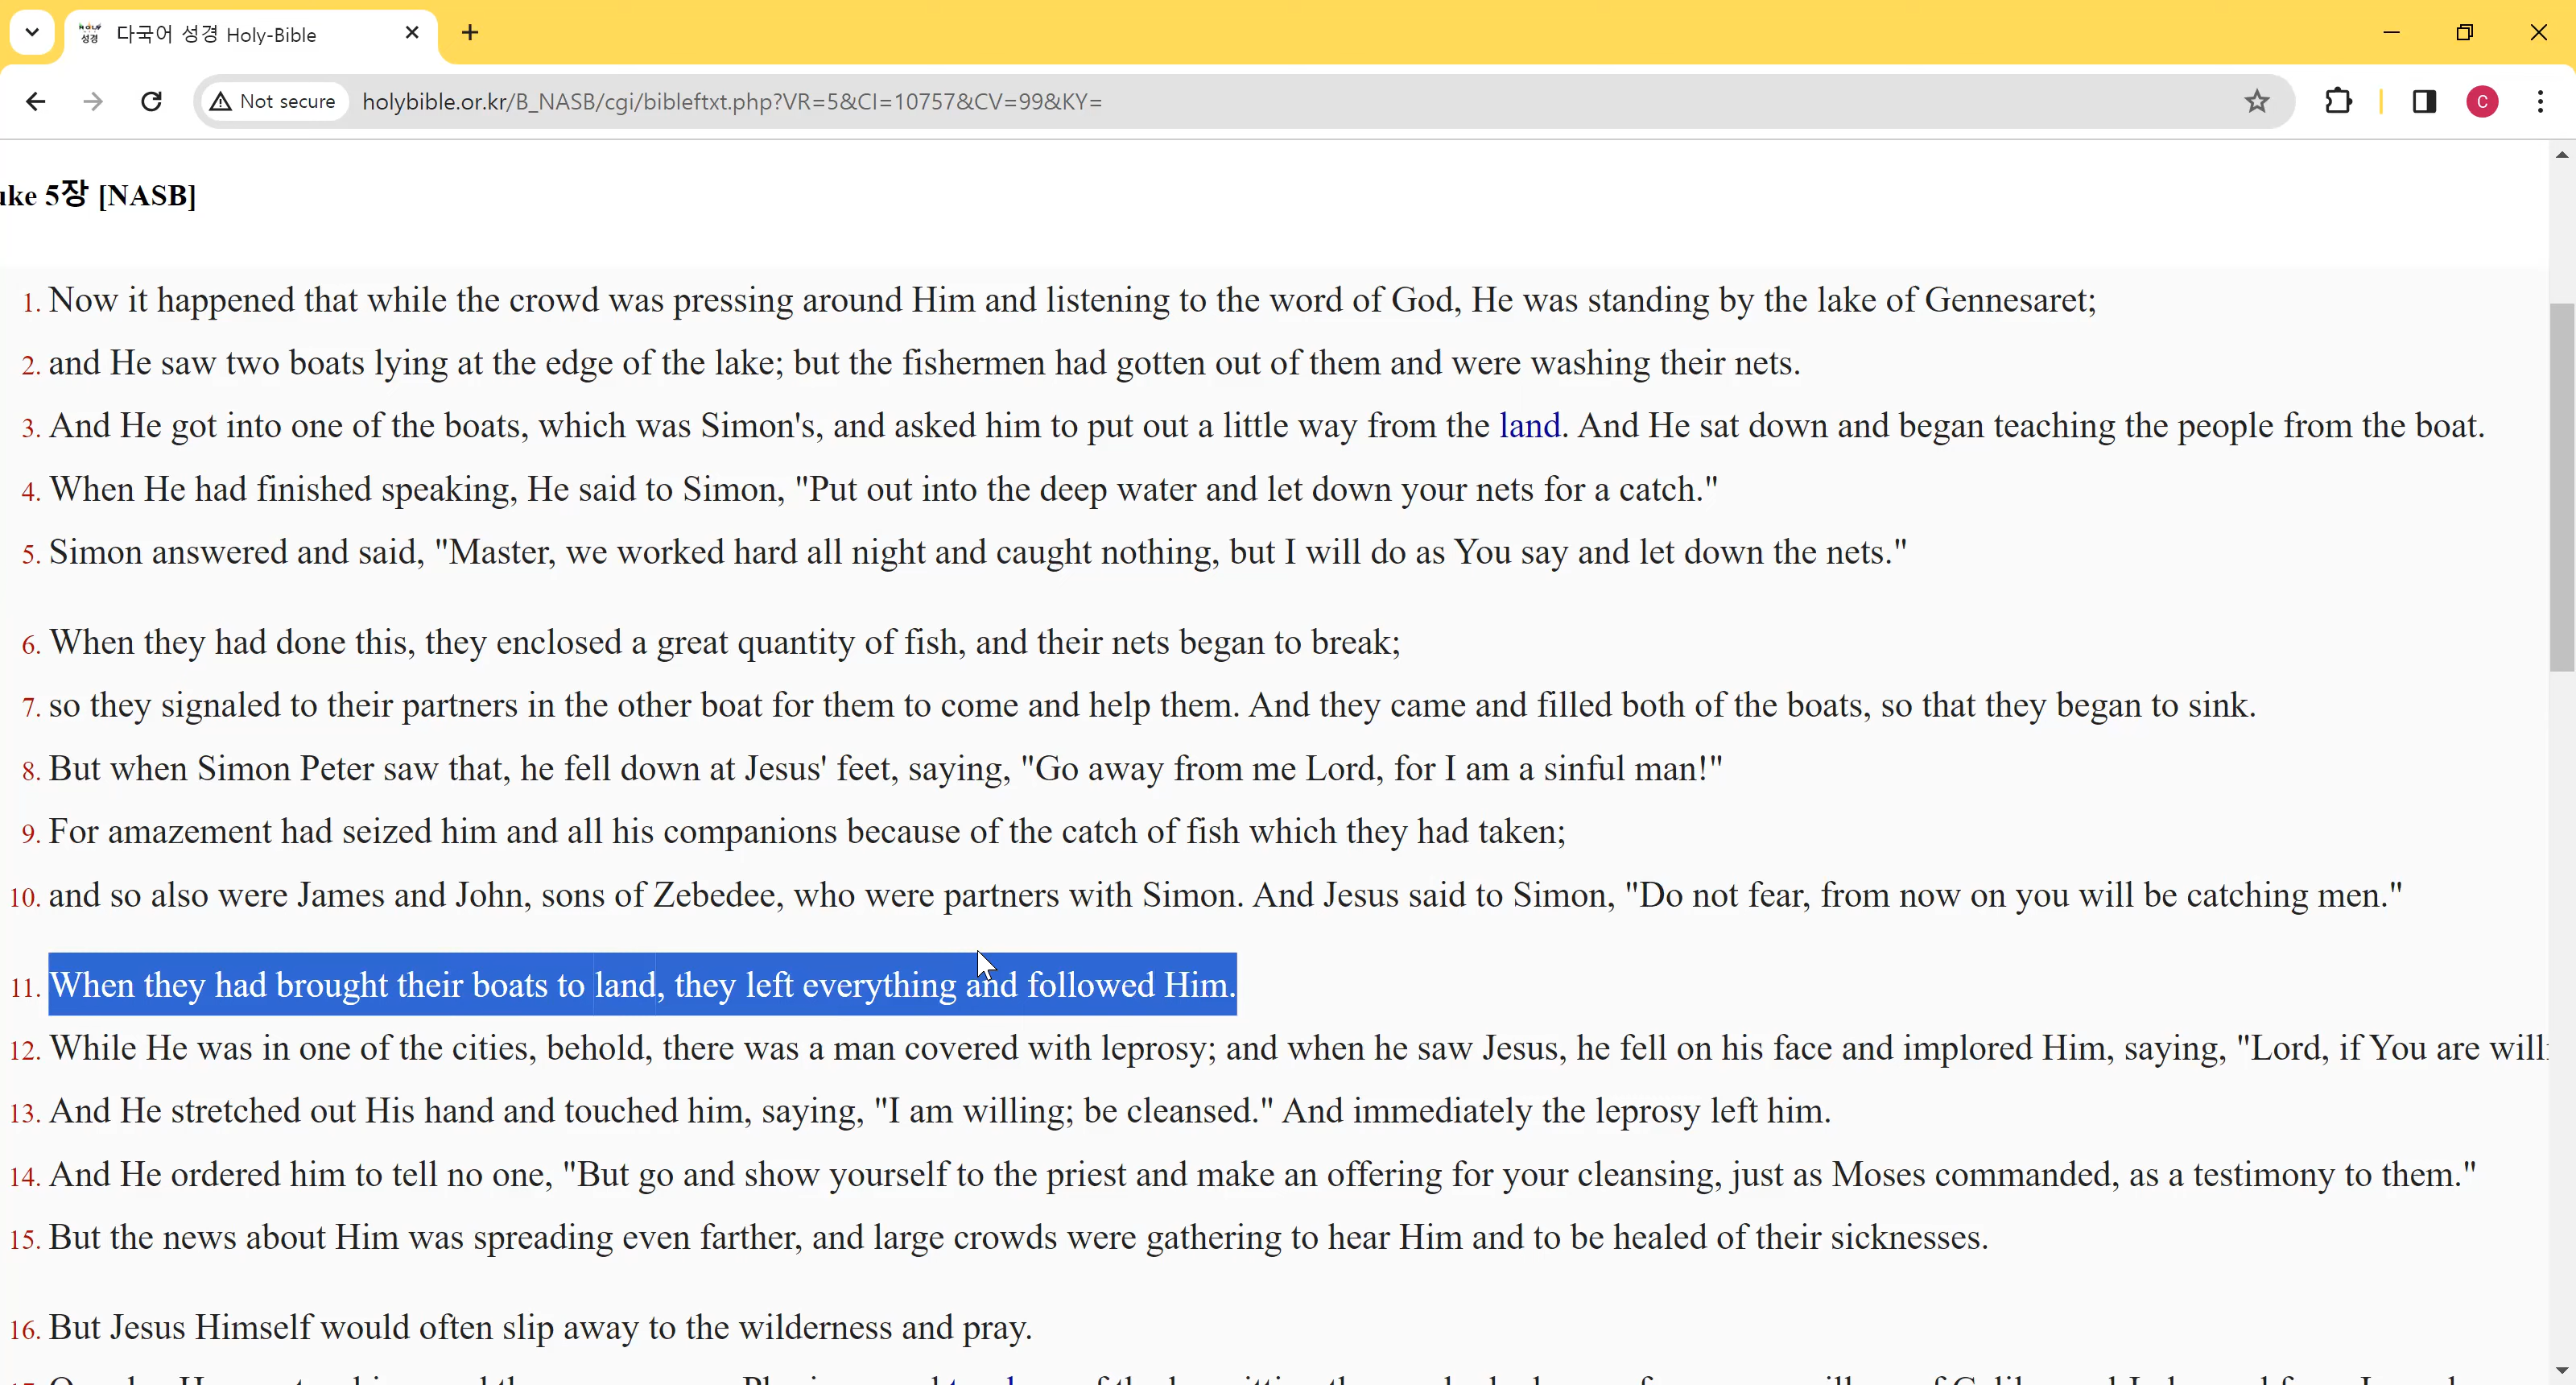 다국어 성경 Holy-Bible
Not secure holybible.or.kr/B_NASB/cgi/bibleftxt.php?VR=5&CI=10757&CV=99&KY= C
uke 5장 [NASB]
1. Now it happened that while the crowd was pressing around Him and listening to the word of God, He was standing by the lake of Gennesaret;
2. and He saw two boats lying at the edge of the lake; but the fishermen had gotten out of them and were washing their nets.
3. And He got into one of the boats, which was Simon's, and asked him to put out a little way from the land. And He sat down and began teaching the people from the boat.
4. When He had finished speaking, He said to Simon, "Put out into the deep water and let down your nets for a catch."
5. Simon answered and said, "Master, we worked hard all night and caught nothing, but I will do as You say and let down the nets."
6. When they had done this, they enclosed a great quantity of fish, and their nets began to break;
7. so they signaled to their partners in the other boat for them to come and help them. And they came and filled both of the boats, so that they began to sink.
8. But when Simon Peter saw that, he fell down at Jesus' feet, saying, "Go away from me Lord, for I am a sinful man!"
9. For amazement had seized him and all his companions because of the catch of fish which they had taken;
10. and so also were James and John, sons of Zebedee, who were partners with Simon. And Jesus said to Simon, "Do not fear, from now on you will be catching men."
11. When they had brought their boats to land, they left everything and followed Him.
12. While He was in one of the cities, behold, there was a man covered with leprosy; and when he saw Jesus, he fell on his face and implored Him, saying, "Lord, if You are will
13. And He stretched out His hand and touched him, saying, "I am willing; be cleansed." And immediately the leprosy left him.
14. And He ordered him to tell no one, "But go and show yourself to the priest and make an offering for your cleansing, just as Moses commanded, as a testimony to them."
15. But the news about Him was spreading even farther, and large crowds were gathering to hear Him and to be healed of their sicknesses.
16. But Jesus Himself would often slip away to the wilderness and pray.